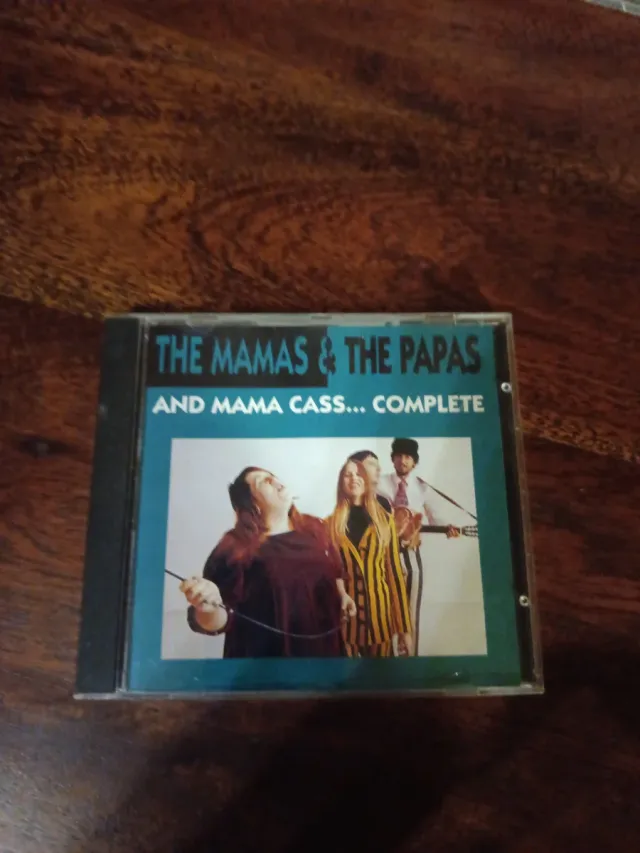 THE MAMAS & THE PAPAS
AND MAMA CASS... COMPLETE